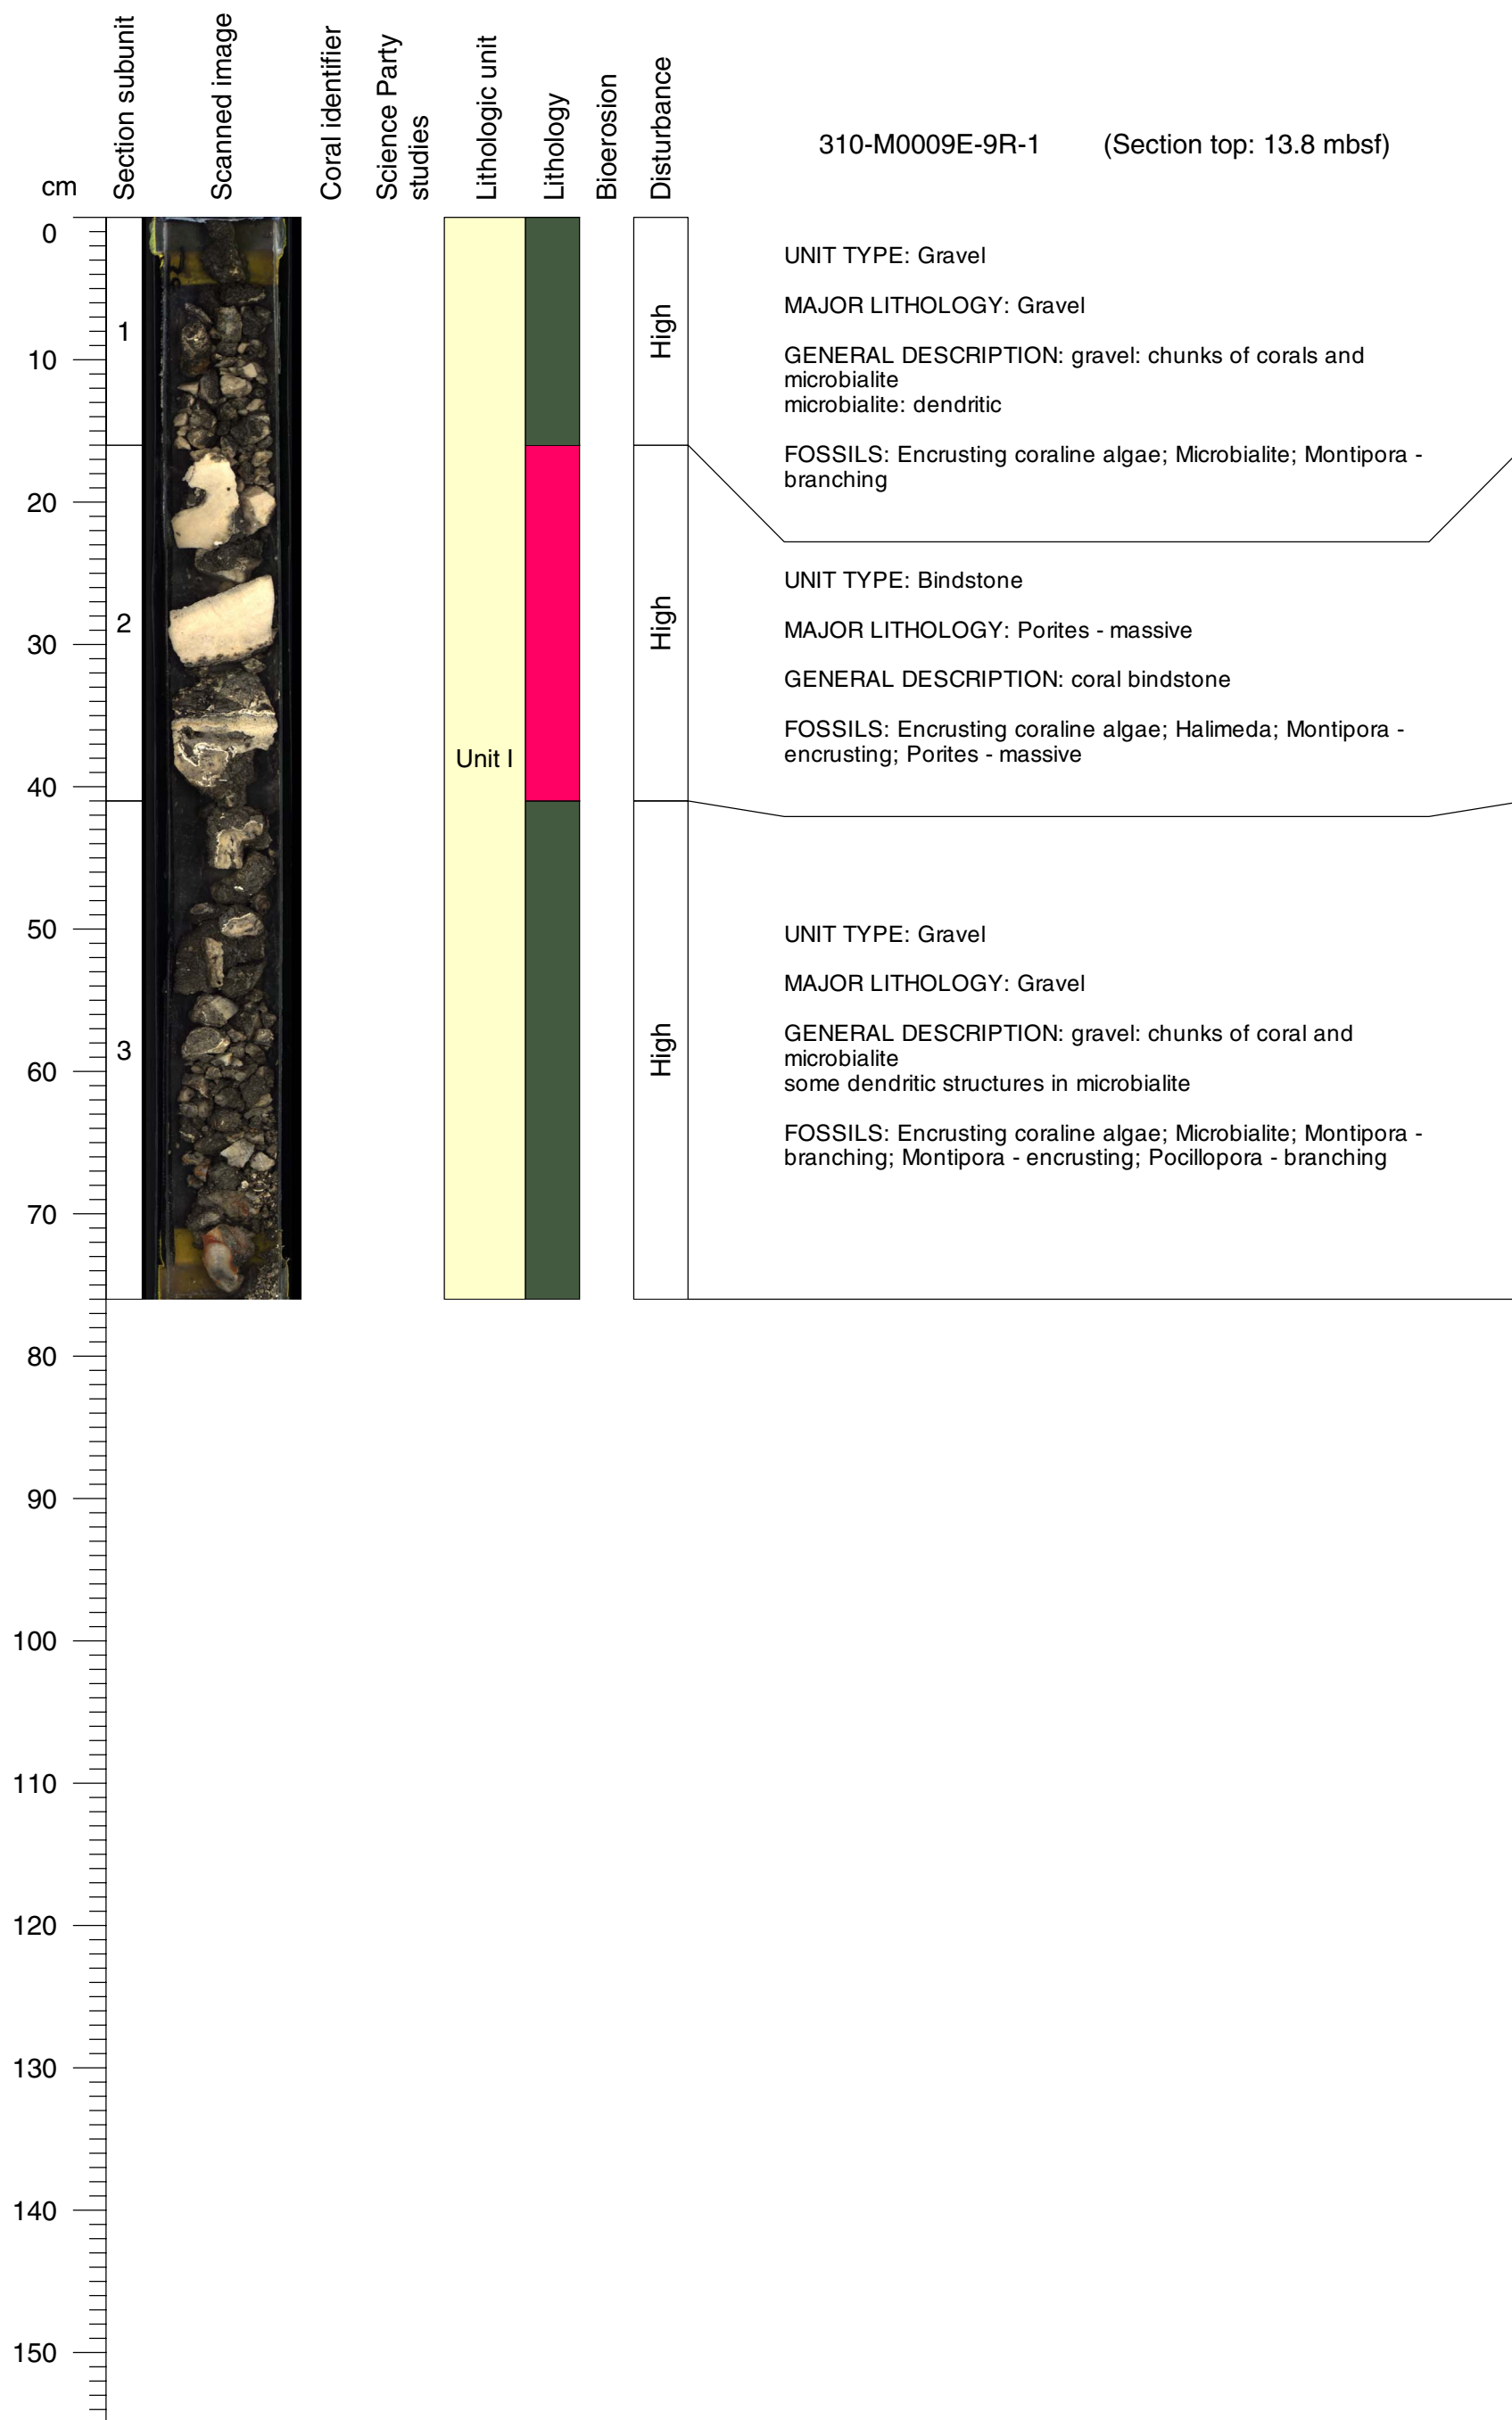 Section subunit
Scanned image
Coral identifier
Science Party
studies
Lithologic unit
Lithology
Bioerosion
Disturbance
310-M0009E-9R-1 (Section top: 13.8 mbsf)
cm
0
10
20
30
40
50
60
70
80
90
100
110
120
130
140
150
1
2
3
Unit I
High
High
High
UNIT TYPE: Gravel
MAJOR LITHOLOGY: Gravel
GENERAL DESCRIPTION: gravel: chunks of corals and
microbialite
microbialite: dendritic
FOSSILS: Encrusting coraline algae; Microbialite; Montipora -
branching
UNIT TYPE: Bindstone
MAJOR LITHOLOGY: Porites - massive
GENERAL DESCRIPTION: coral bindstone
FOSSILS: Encrusting coraline algae; Halimeda; Montipora -
encrusting; Porites - massive
UNIT TYPE: Gravel
MAJOR LITHOLOGY: Gravel
GENERAL DESCRIPTION: gravel: chunks of coral and
microbialite
some dendritic structures in microbialite
FOSSILS: Encrusting coraline algae; Microbialite; Montipora -
branching; Montipora - encrusting; Pocillopora - branching